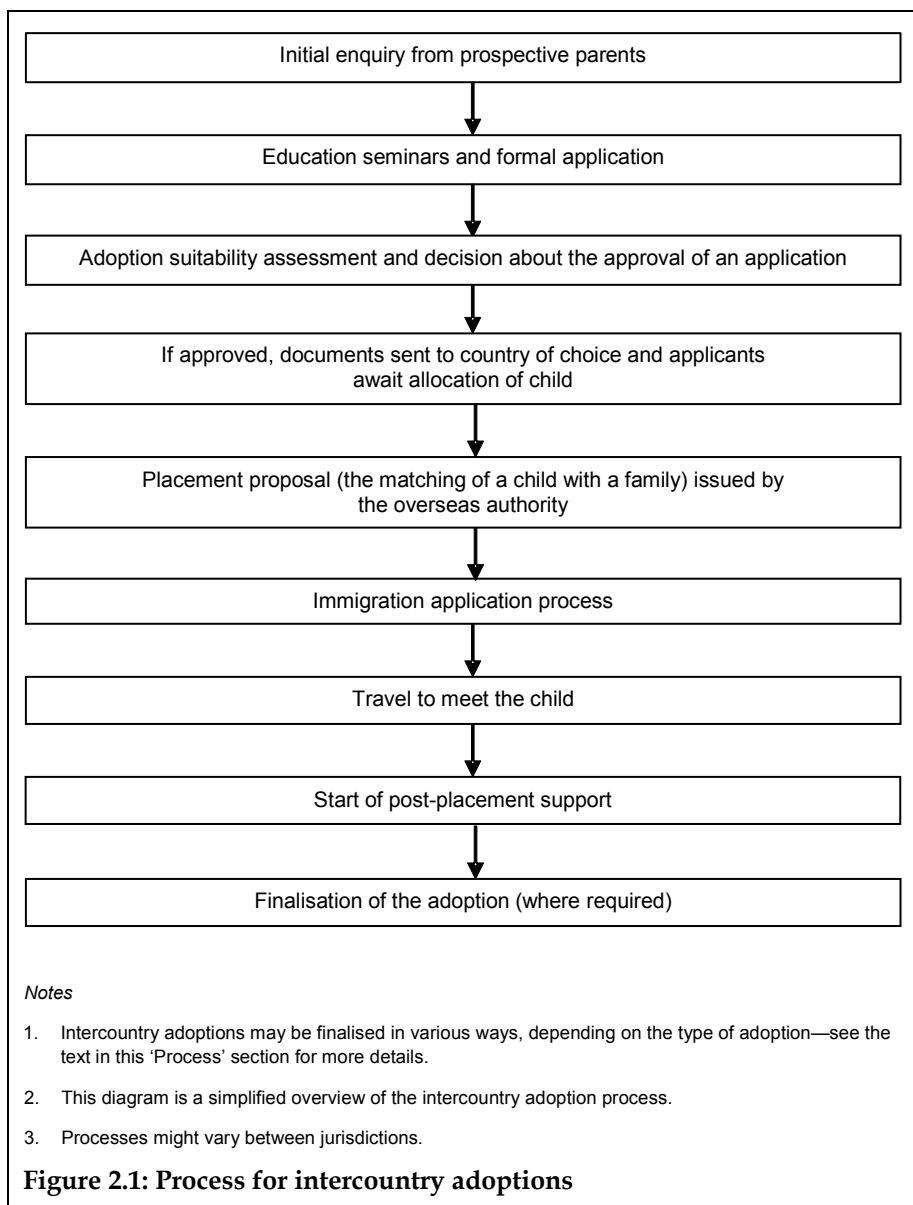 Initial enquiry from prospective parents
Education seminars and formal application
Adoption suitability assessment and decision about the approval of an application
If approved, documents sent to country of choice and applicants
await allocation of child
Placement proposal (the matching of a child with a family) issued by
the overseas authority
Immigration application process
Travel to meet the child
Start of post-placement support
Finalisation of the adoption (where required)
Notes
1. Intercountry adoptions may be finalised in various ways, depending on the type of adoption—see the
text in this ‘Process’ section for more details.
2. This diagram is a simplified overview of the intercountry adoption process.
3. Processes might vary between jurisdictions.
Figure 2.1: Process for intercountry adoptions